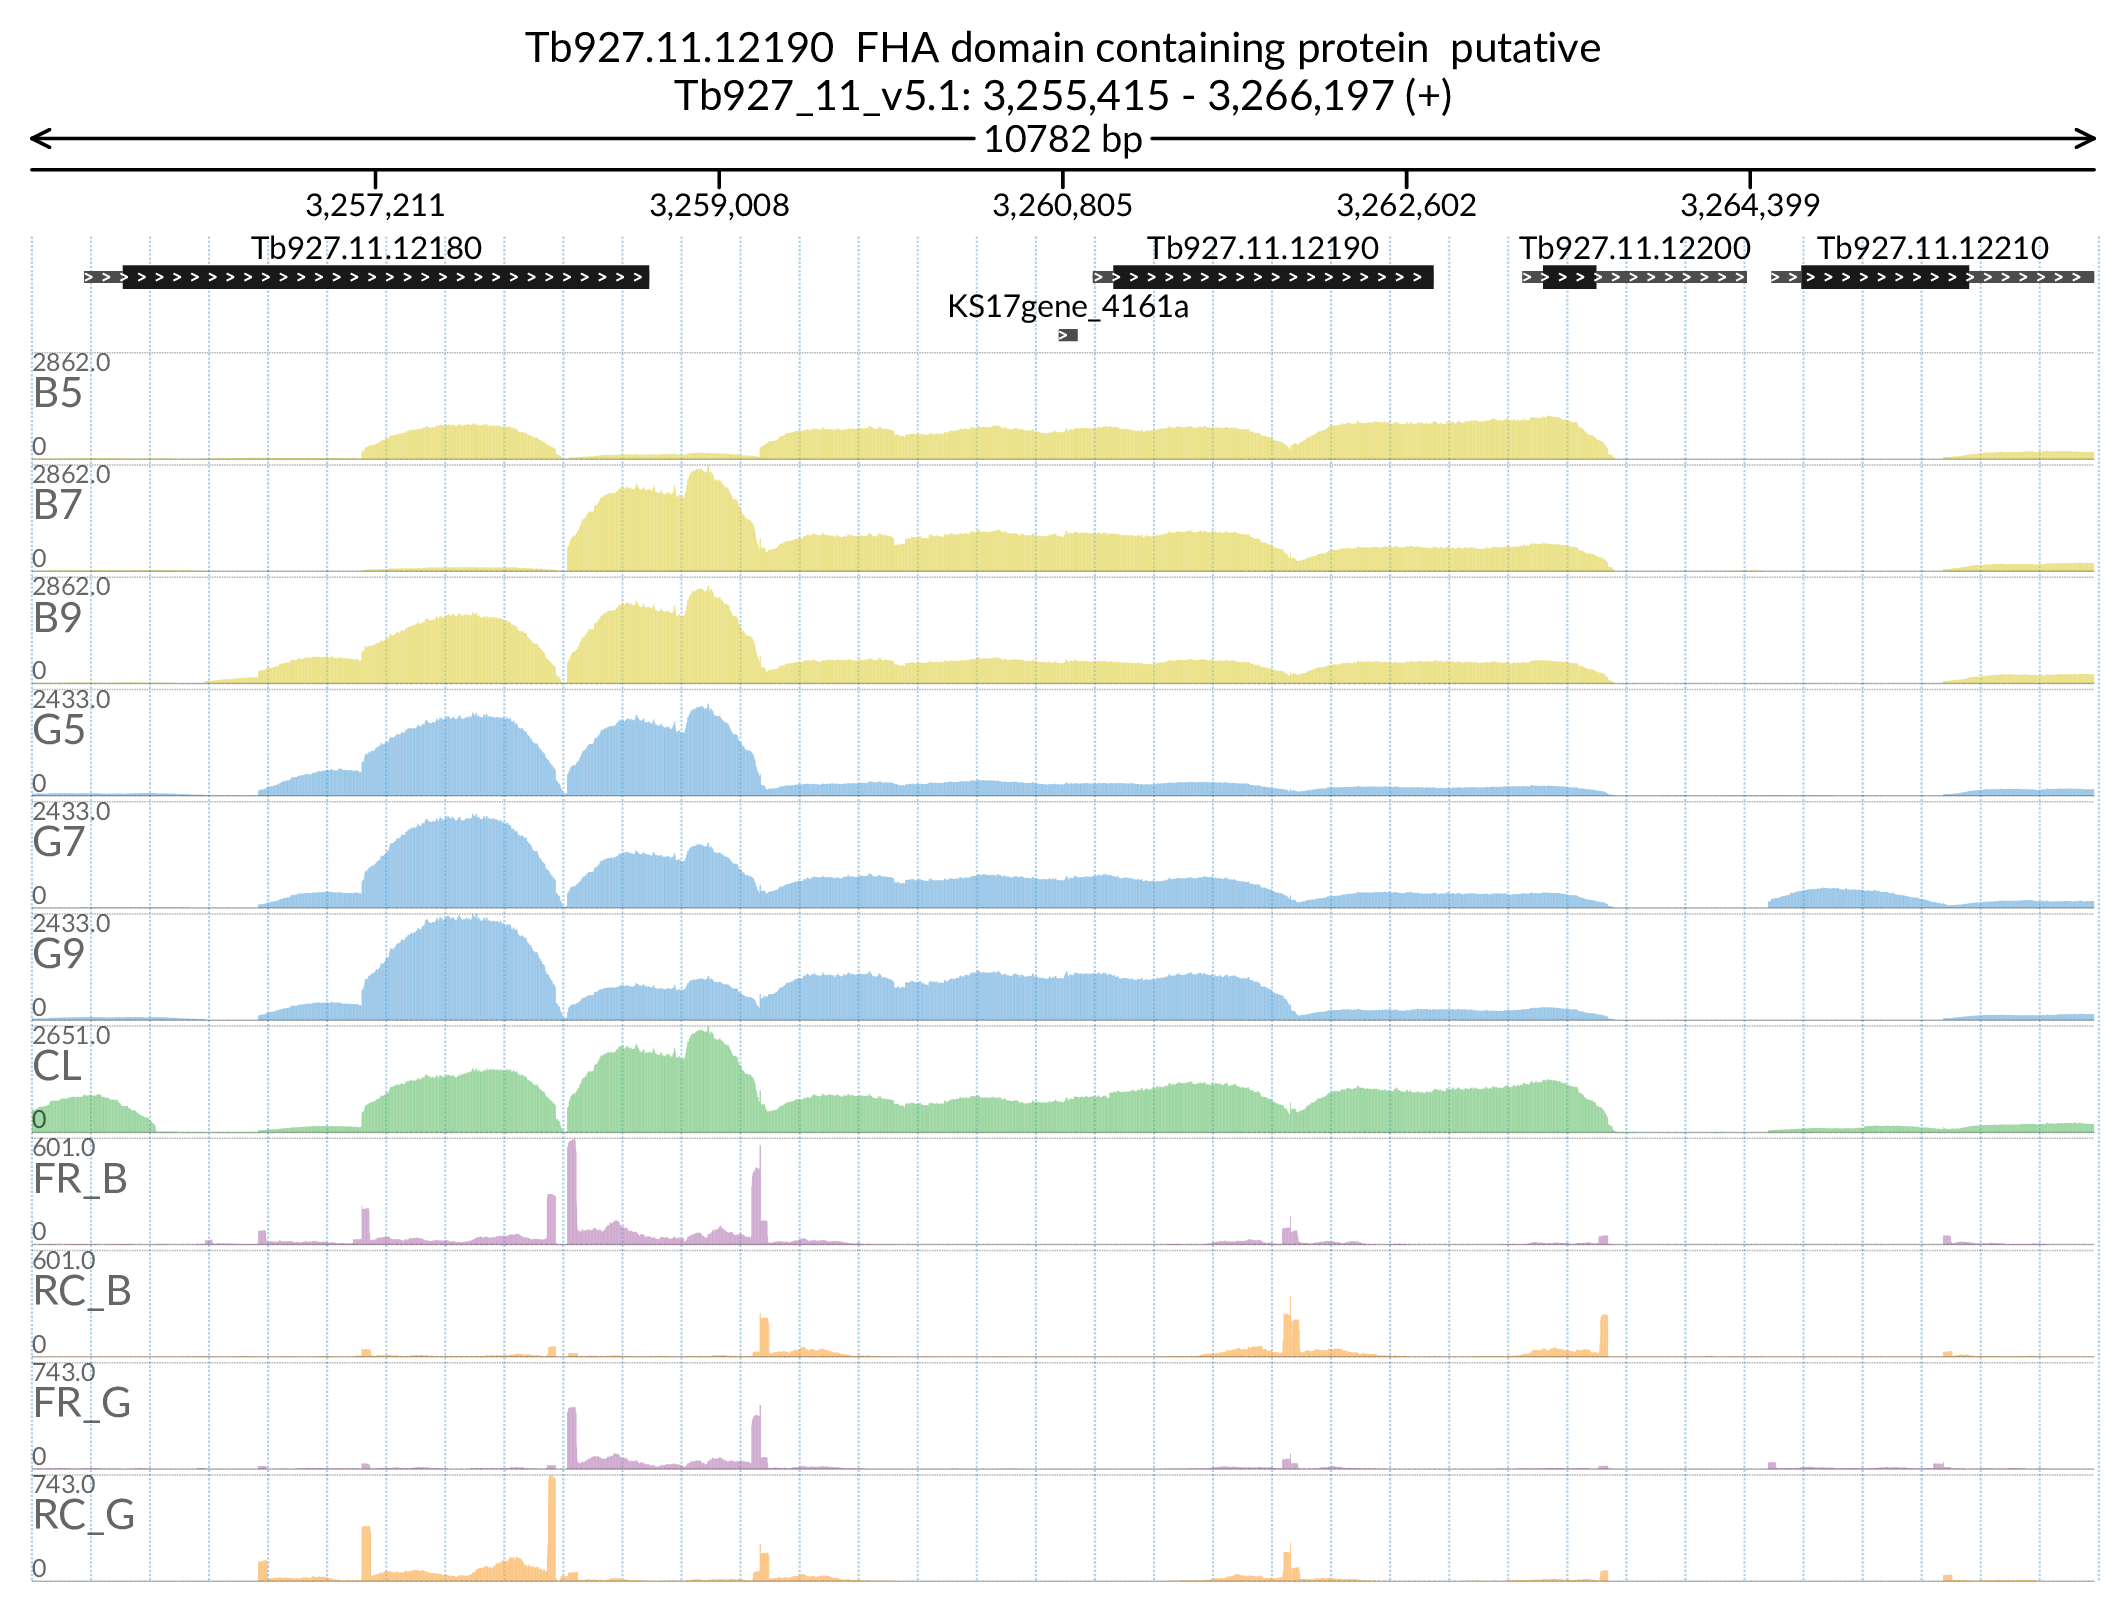 Tb927.11.12190 FHA domain containing protein putative
Tb927_11_v5.1: 3,255,415 - 3,266,197 (+)
10782 bp
3,257,211 3,259,008 3,260,805 3,262,602 3,264,399
Tb927.11.12180 Tb927.11.12190 Tb927.11.12200 Tb927.11.12210
KS17gene_4161a
2862.0
B5
0
2862.0
B7
0
2862.0
B9
0
2433.0
G5
0
2433.0
G7
0
2433.0
G9
0
2651.0
CL
0
601.0
FR_B
0
601.0
RC_B
0
743.0
FR_G
0
743.0
RC_G
0